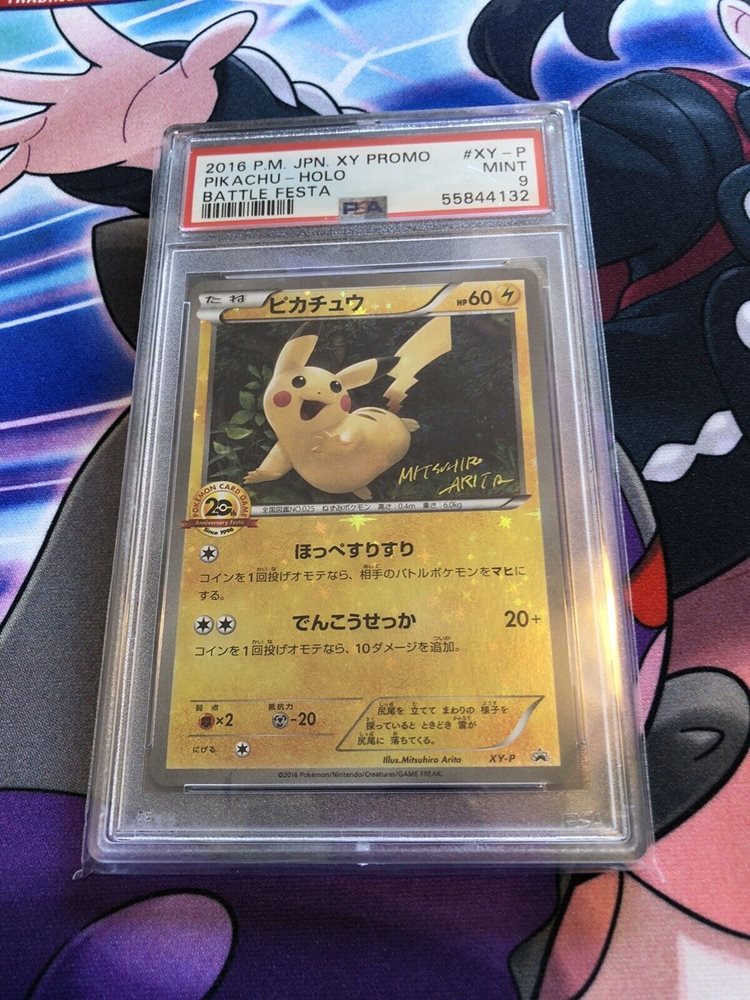 2016 P.M. JPN. XY PROMO #XY-P
PIKACHU-HOLO MINT
BATTLE FESTA 9
PSA 55844132
たね ピカチュウ HP60
MITSUHIRO
ARITA
POKÉMON CARD GAME
20th
Anniversary Festa
Since 1996
全国図鑑NO.025 ねずみポケモン 高さ:0.4m 重さ:6.0kg
ほっぺすりすり
コインを1回投げオモテなら、相手のバトルポケモンをマヒに
する。
でんこうせっか 20+
コインを1回投げオモテなら、10ダメージを追加。
弱点 抵抗力
×2 -20
にげる
尻尾を 立てて まわりの 様子を
探っていると ときどき 雷が
尻尾に 落ちてくる。
Illus.Mitsuhiro Arita XY-P
©2016 Pokémon/Nintendo/Creatures/GAME FREAK.